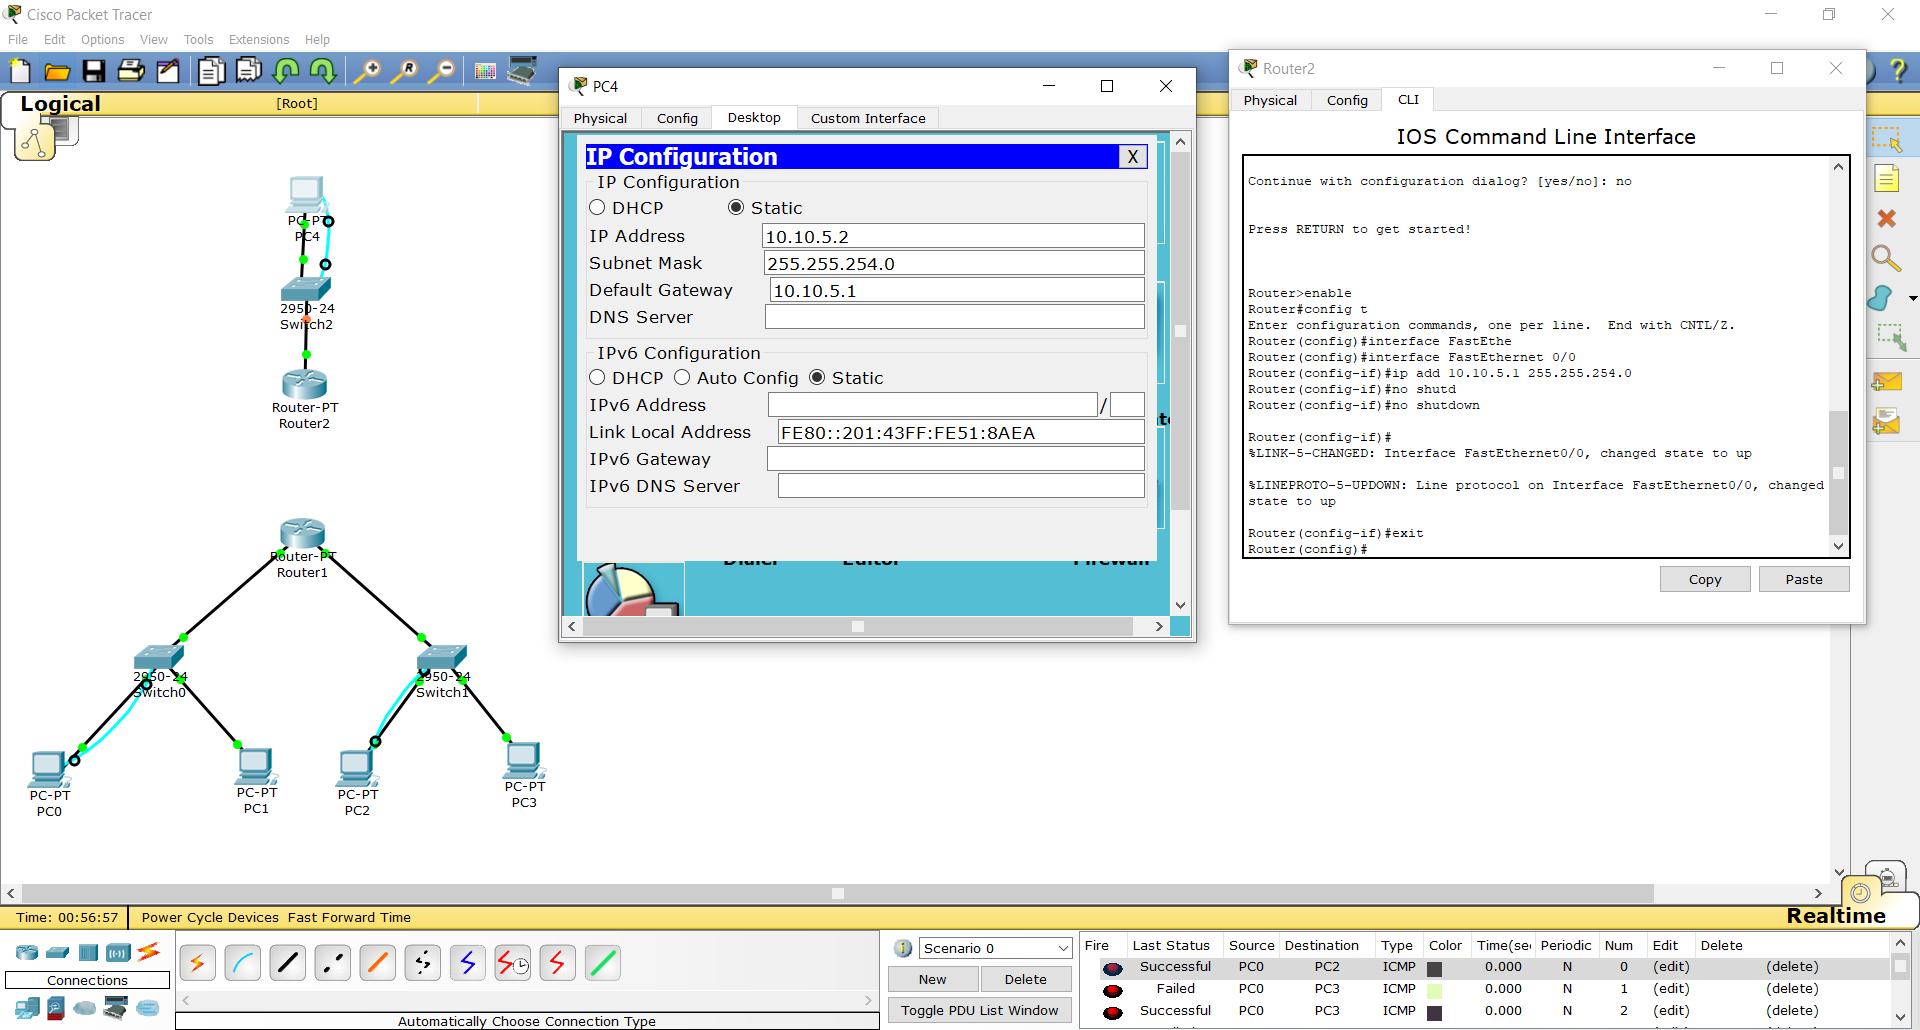 Cisco Packet Tracer
File Edit Options View Tools Extensions Help
Logical
[Root]
PC-PT
PC4
2950-24
Switch2
Router-PT
Router2
Router-PT
Router1
2950-24
Switch0
2950-24
Switch1
PC-PT
PC0
PC-PT
PC1
PC-PT
PC2
PC-PT
PC3
PC4
Physical Config Desktop Custom Interface
IP Configuration X
IP Configuration
DHCP Static
IP Address 10.10.5.2
Subnet Mask 255.255.254.0
Default Gateway 10.10.5.1
DNS Server
IPv6 Configuration
DHCP Auto Config Static
IPv6 Address /
Link Local Address FE80::201:43FF:FE51:8AEA
IPv6 Gateway
IPv6 DNS Server
Dialer Editor Firewall
Router2
Physical Config CLI
IOS Command Line Interface
Continue with configuration dialog? [yes/no]: no
Press RETURN to get started!
Router>enable
Router#config t
Enter configuration commands, one per line. End with CNTL/Z.
Router(config)#interface FastEthe
Router(config)#interface FastEthernet 0/0
Router(config-if)#ip add 10.10.5.1 255.255.254.0
Router(config-if)#no shutd
Router(config-if)#no shutdown
Router(config-if)#
%LINK-5-CHANGED: Interface FastEthernet0/0, changed state to up
%LINEPROTO-5-UPDOWN: Line protocol on Interface FastEthernet0/0, changed
state to up
Router(config-if)#exit
Router(config)#
Copy Paste
Time: 00:56:57 Power Cycle Devices Fast Forward Time
Realtime
Connections
Automatically Choose Connection Type
Scenario 0
New Delete
Toggle PDU List Window
Fire Last Status Source Destination Type Color Time(sec Periodic Num Edit Delete
Successful PC0 PC2 ICMP 0.000 N 0 (edit) (delete)
Failed PC0 PC3 ICMP 0.000 N 1 (edit) (delete)
Successful PC0 PC3 ICMP 0.000 N 2 (edit) (delete)